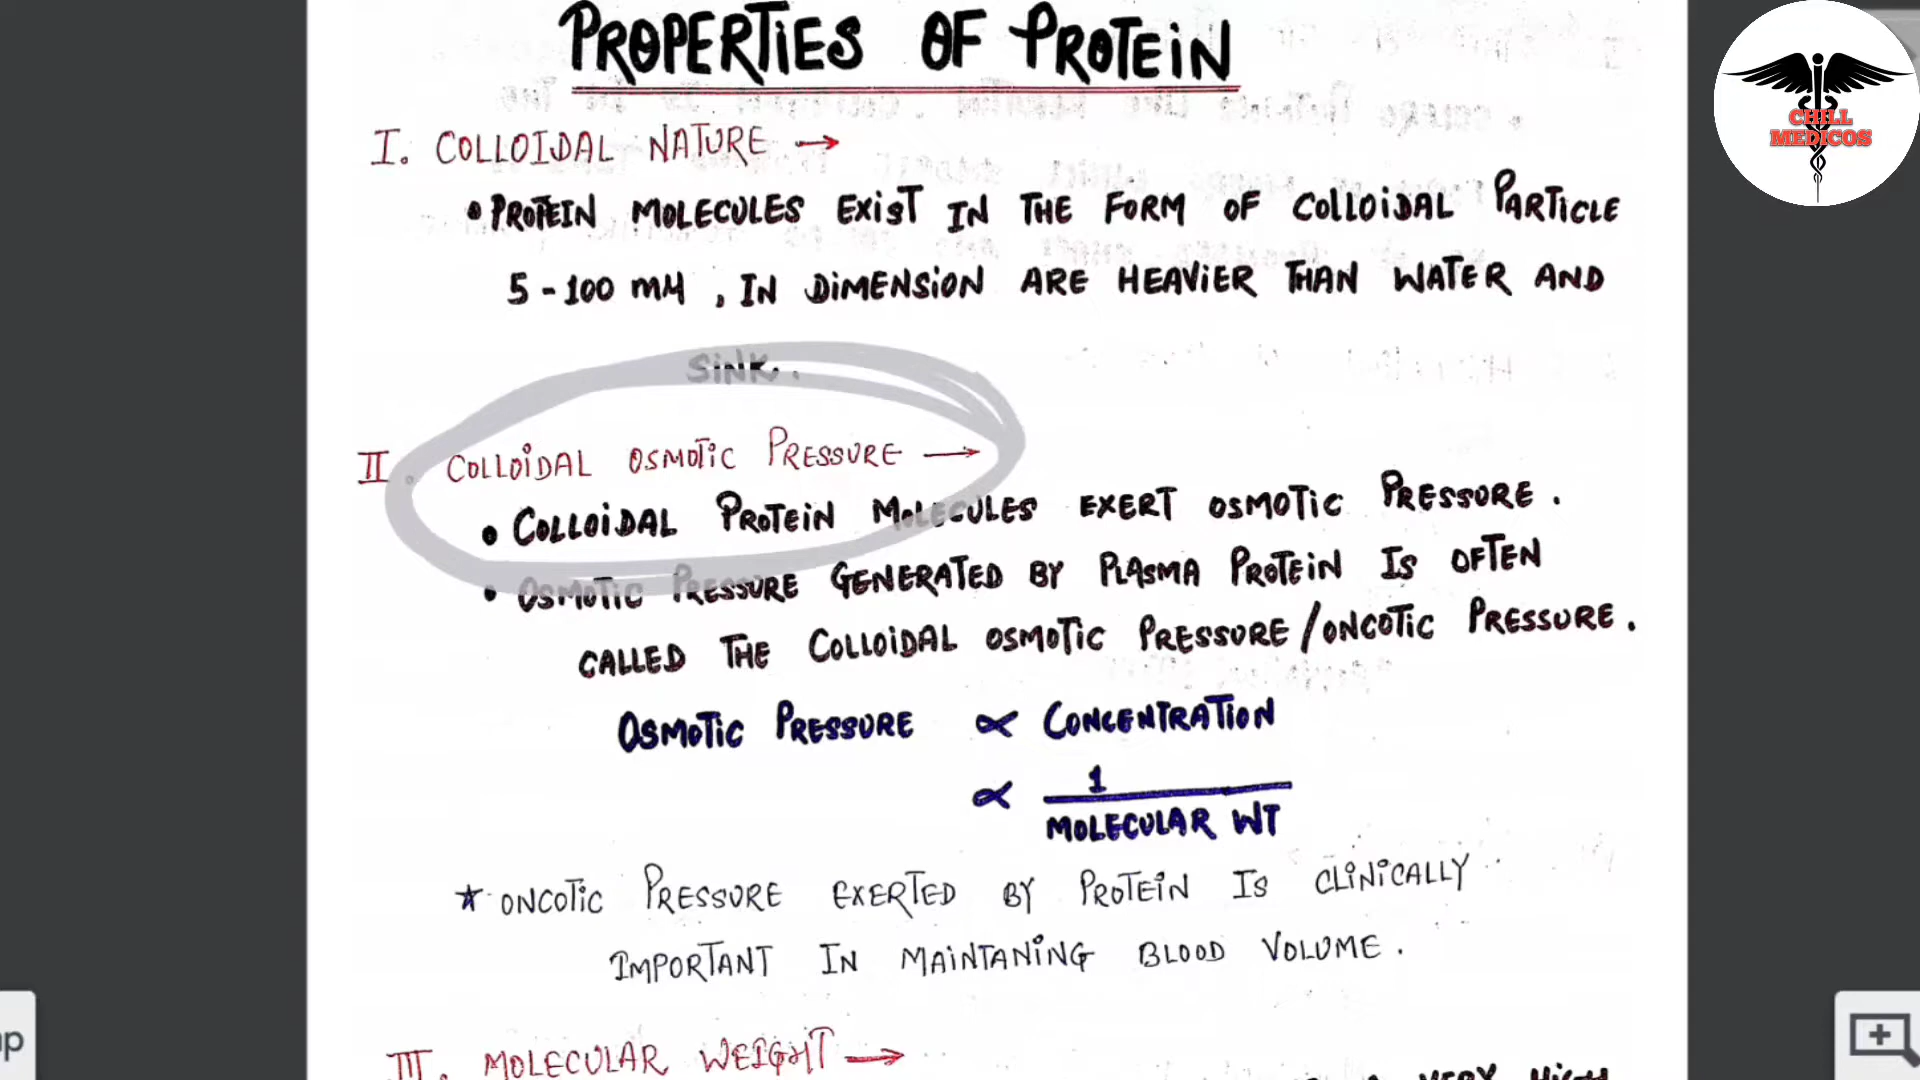 PROPERTIES OF PROTEIN
CHILL
MEDICOS
I. COLLOIDAL NATURE →
• PROTEIN MOLECULES EXIST IN THE FORM OF COLLOIDAL PARTICLE
5-100 mμ, IN DIMENSION ARE HEAVIER THAN WATER AND
SINK.
II. COLLOIDAL OSMOTIC PRESSURE →
• COLLOIDAL PROTEIN MOLECULES EXERT OSMOTIC PRESSURE.
• OSMOTIC PRESSURE GENERATED BY PLASMA PROTEIN IS OFTEN
CALLED THE COLLOIDAL OSMOTIC PRESSURE/ONCOTIC PRESSURE.
OSMOTIC PRESSURE ∝ CONCENTRATION
∝ 1
MOLECULAR WT
★ ONCOTIC PRESSURE EXERTED BY PROTEIN IS CLINICALLY
IMPORTANT IN MAINTANING BLOOD VOLUME.
III. MOLECULAR WEIGHT →
VERY HIGH